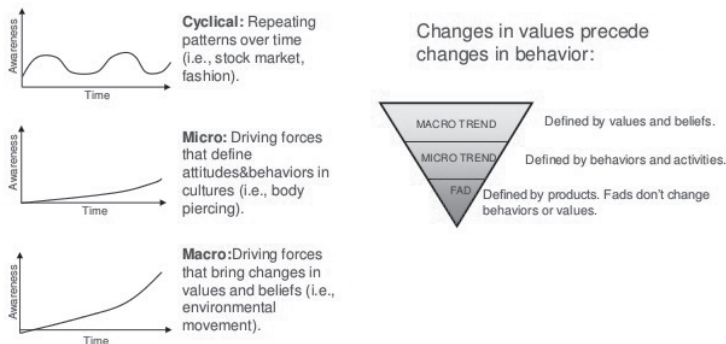 Awareness
Time
Cyclical: Repeating
patterns over time
(i.e., stock market,
fashion).
Awareness
Time
Micro: Driving forces
that define
attitudes&behaviors in
cultures (i.e., body
piercing).
Awareness
Time
Macro:Driving forces
that bring changes in
values and beliefs (i.e.,
environmental
movement).
Changes in values precede
changes in behavior:
MACRO TREND
Defined by values and beliefs.
MICRO TREND
Defined by behaviors and activities.
FAD
Defined by products. Fads don't change
behaviors or values.